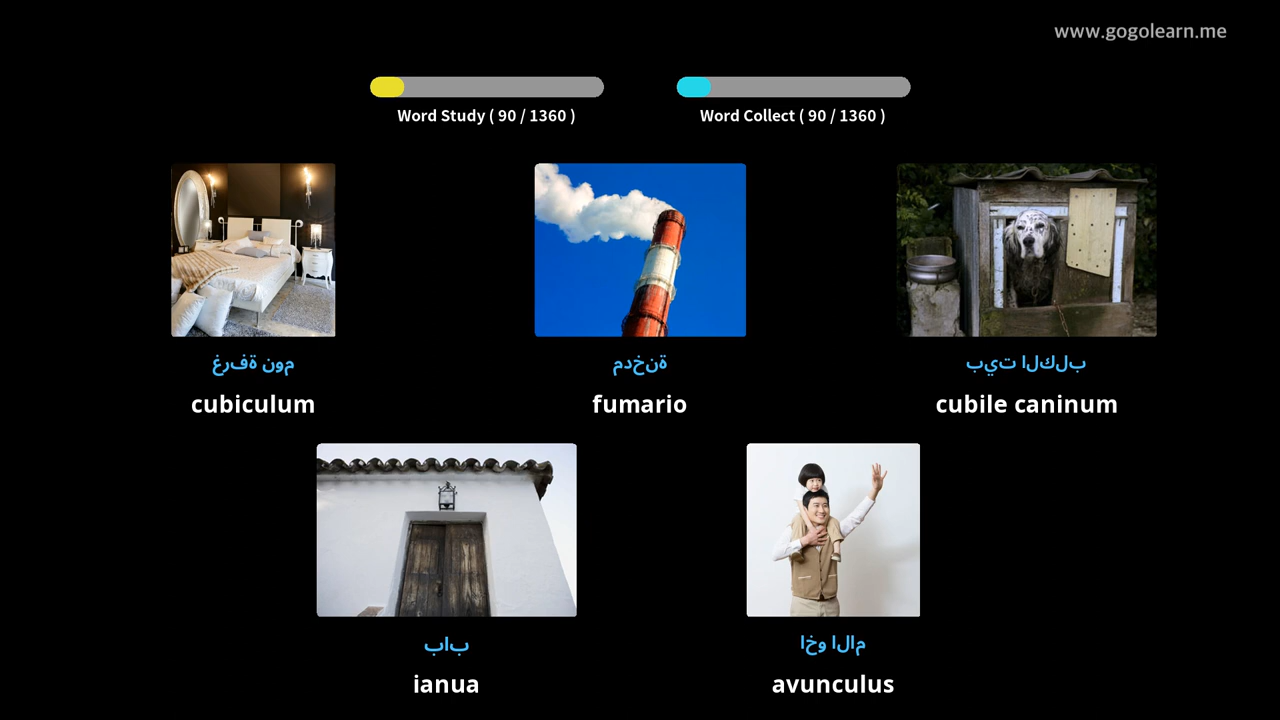 www.gogolearn.me
Word Study ( 90 / 1360 )
Word Collect ( 90 / 1360 )
غرفة نوم
cubiculum
مدخنة
fumario
بيت الكلب
cubile caninum
باب
ianua
اخو الام
avunculus